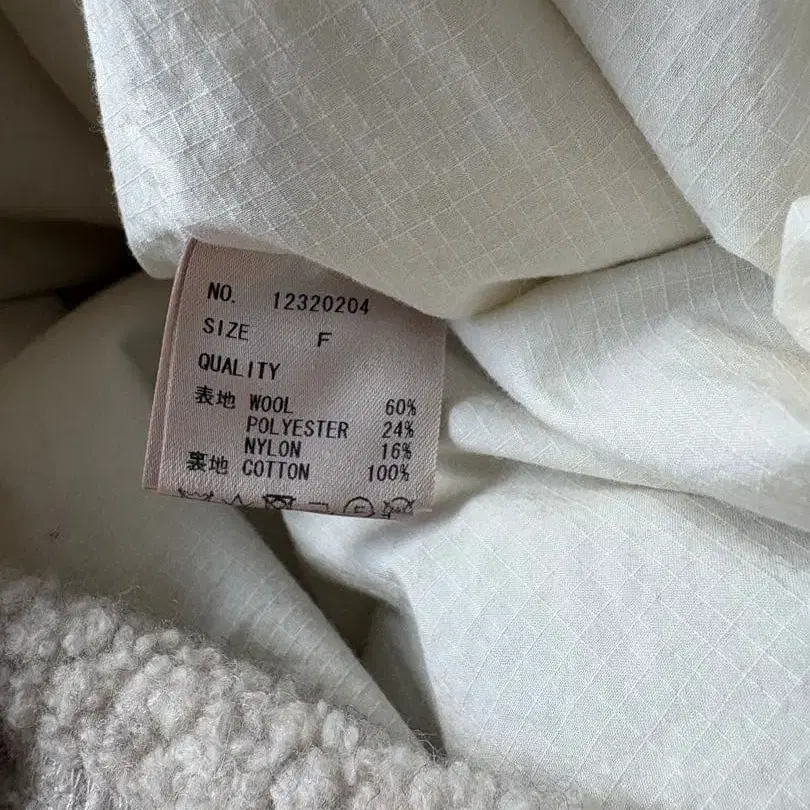 NO. 12320204
SIZE F
QUALITY
表地 WOOL 60%
POLYESTER 24%
NYLON 16%
裏地 COTTON 100%